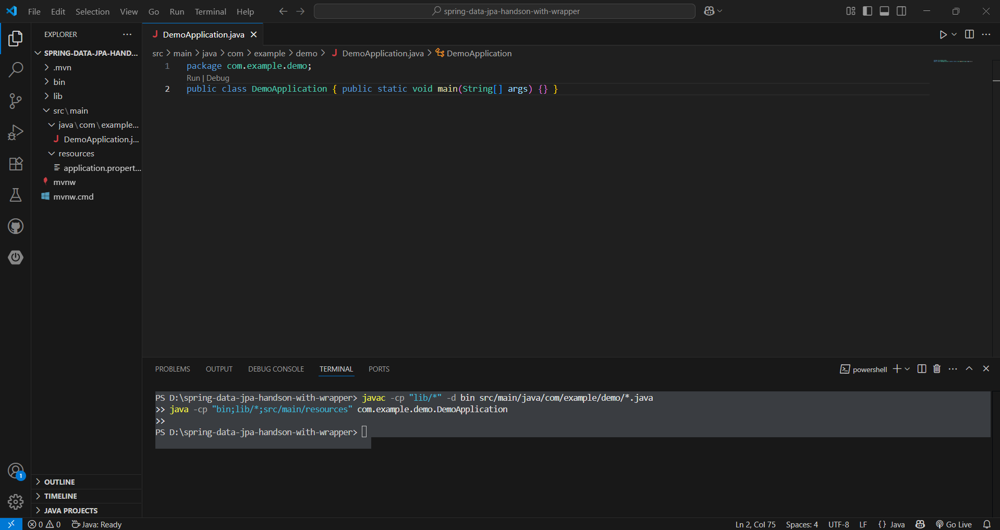 File Edit Selection View Go Run Terminal Help
spring-data-jpa-handson-with-wrapper
EXPLORER
SPRING-DATA-JPA-HAND...
.mvn
bin
lib
src\main
java\com\example...
DemoApplication.j...
resources
application.propert...
mvnw
mvnw.cmd
OUTLINE
TIMELINE
JAVA PROJECTS
1
J DemoApplication.java
src > main > java > com > example > demo > J DemoApplication.java > DemoApplication
1 package com.example.demo;
Run | Debug
2 public class DemoApplication { public static void main(String[] args) {} }
PROBLEMS OUTPUT DEBUG CONSOLE TERMINAL PORTS
powershell
PS D:\spring-data-jpa-handson-with-wrapper> javac -cp "lib/*" -d bin src/main/java/com/example/demo/*.java
>> java -cp "bin;lib/*;src/main/resources" com.example.demo.DemoApplication
>>
PS D:\spring-data-jpa-handson-with-wrapper>
0 0 Java: Ready
Ln 2, Col 75 Spaces: 4 UTF-8 LF {} Java Go Live